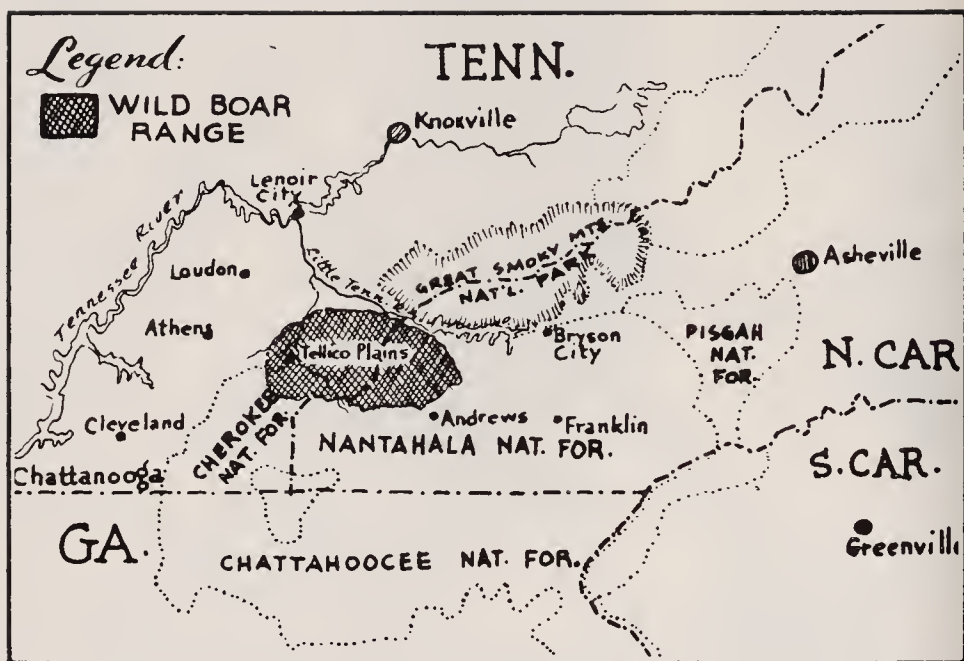 Legend:
WILD BOAR
RANGE
TENN.
Knoxville
Lenoir
City
Tennessee River
Loudon
Little Tenn.
GREAT SMOKY MTS
NAT'L. PARK
Asheville
Athens
Tellico Plains
Bryson
City
PISGAH
NAT.
FOR.
N. CAR
Cleveland
CHEROKEE
NAT. FOR.
Andrews
Franklin
NANTAHALA NAT. FOR.
Chattanooga
S. CAR.
GA.
CHATTAHOOCEE NAT. FOR.
Greenvill